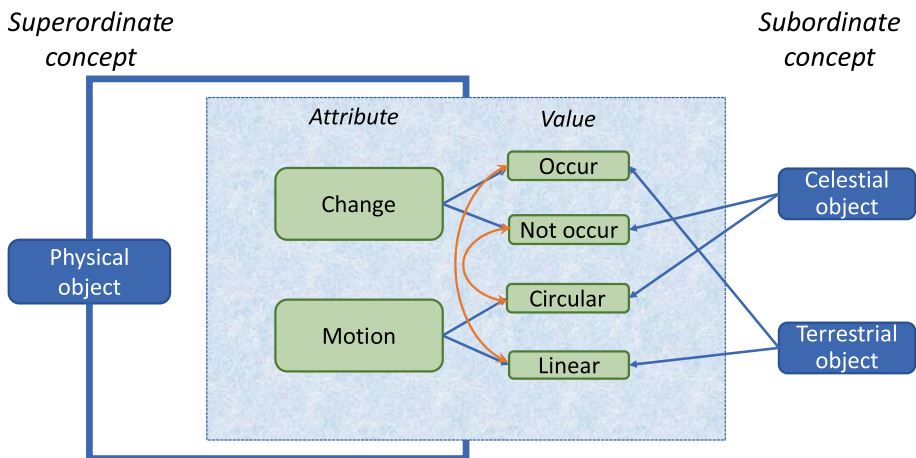 Superordinate
concept
Subordinate
concept
Attribute
Value
Change
Occur
Not occur
Celestial
object
Physical
object
Motion
Circular
Linear
Terrestrial
object